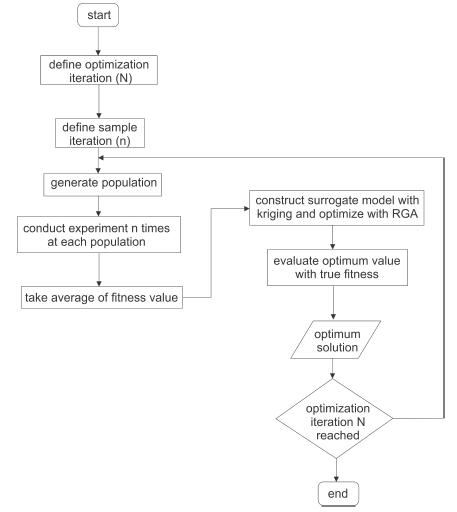 start
define optimization
iteration (N)
define sample
iteration (n)
generate population
conduct experiment n times
at each population
take average of fitness value
construct surrogate model with
kriging and optimize with RGA
evaluate optimum value
with true fitness
optimum
solution
optimization
iteration N
reached
end